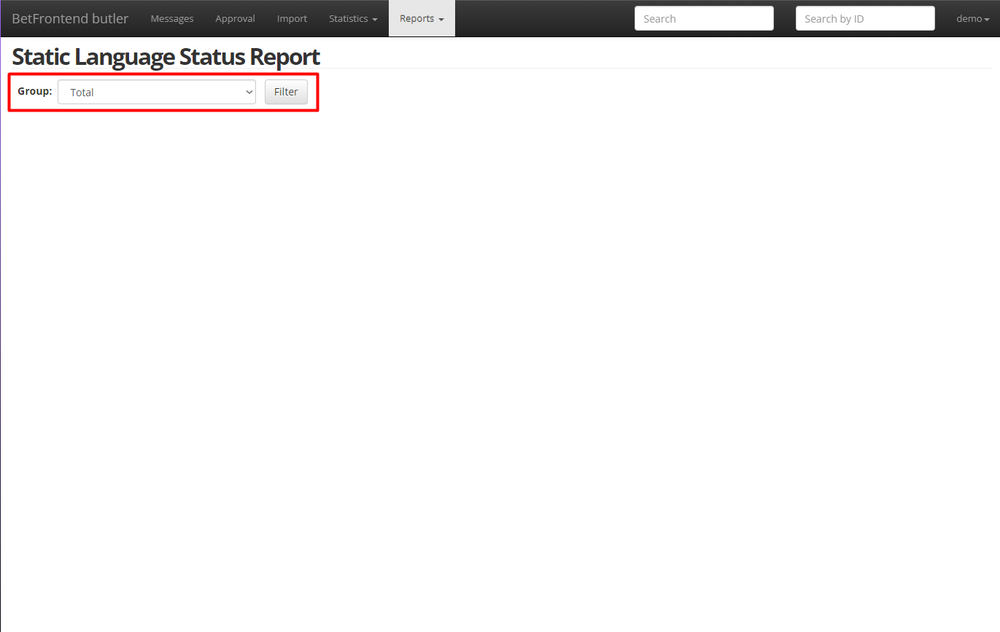 BetFrontend butler Messages Approval Import Statistics Reports Search Search by ID demo
Static Language Status Report
Group: Total Filter